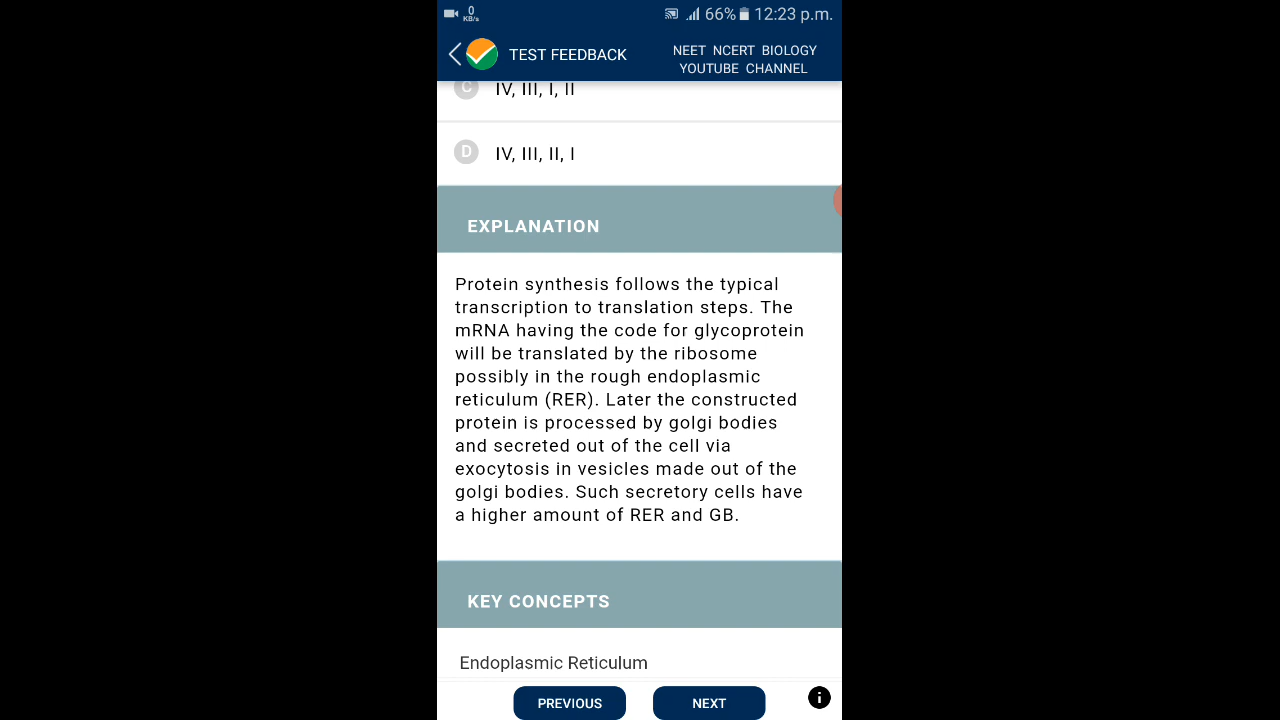 0
KB/s
66%
12:23 p.m.
TEST FEEDBACK
NEET NCERT BIOLOGY
YOUTUBE CHANNEL
C IV, III, I, II
D IV, III, II, I
EXPLANATION
Protein synthesis follows the typical
transcription to translation steps. The
mRNA having the code for glycoprotein
will be translated by the ribosome
possibly in the rough endoplasmic
reticulum (RER). Later the constructed
protein is processed by golgi bodies
and secreted out of the cell via
exocytosis in vesicles made out of the
golgi bodies. Such secretory cells have
a higher amount of RER and GB.
KEY CONCEPTS
Endoplasmic Reticulum
PREVIOUS
NEXT
i